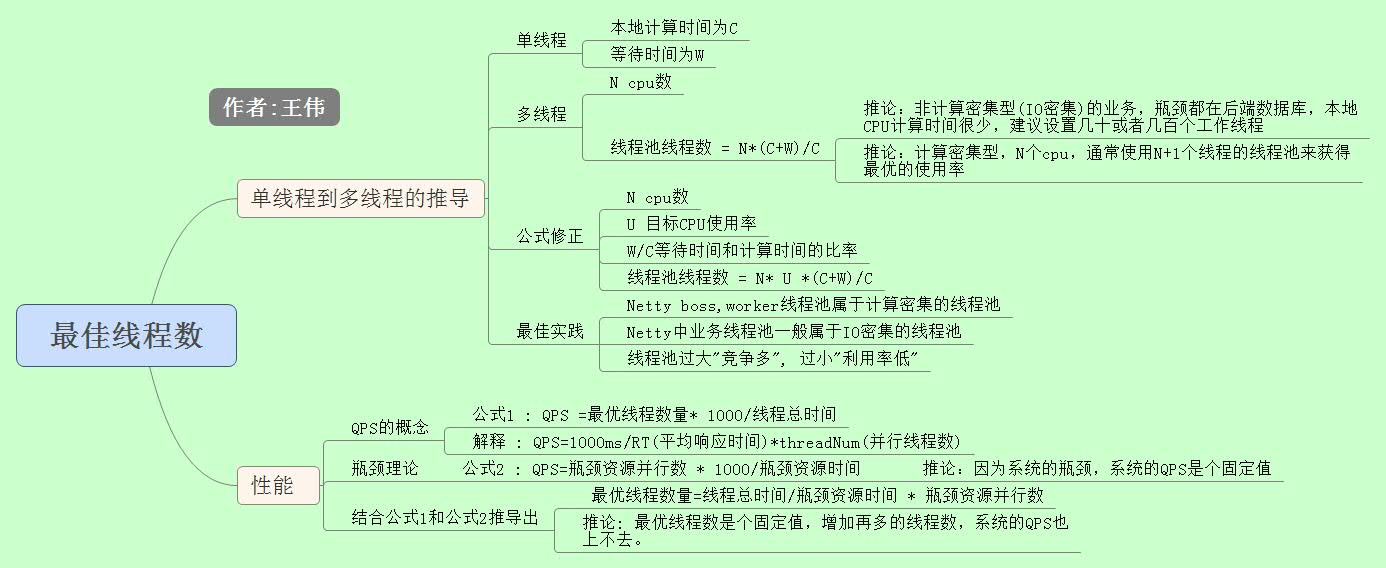 作者:王伟
最佳线程数
单线程到多线程的推导
单线程
本地计算时间为C
等待时间为W
多线程
N cpu数
线程池线程数 = N*(C+W)/C
推论: 非计算密集型(IO密集)的业务，瓶颈都在后端数据库，本地
CPU计算时间很少，建议设置几十或者几百个工作线程
推论: 计算密集型，N个cpu，通常使用N+1个线程的线程池来获得
最优的使用率
公式修正
N cpu数
U 目标CPU使用率
W/C等待时间和计算时间的比率
线程池线程数 = N* U *(C+W)/C
最佳实践
Netty boss,worker线程池属于计算密集的线程池
Netty中业务线程池一般属于IO密集的线程池
线程池过大"竞争多", 过小"利用率低"
性能
QPS的概念
公式1 : QPS =最优线程数量* 1000/线程总时间
解释 : QPS=1000ms/RT(平均响应时间)*threadNum(并行线程数)
瓶颈理论
公式2 : QPS=瓶颈资源并行数 * 1000/瓶颈资源时间
推论: 因为系统的瓶颈，系统的QPS是个固定值
结合公式1和公式2推导出
最优线程数量=线程总时间/瓶颈资源时间 * 瓶颈资源并行数
推论: 最优线程数是个固定值，增加再多的线程数，系统的QPS也
上不去。